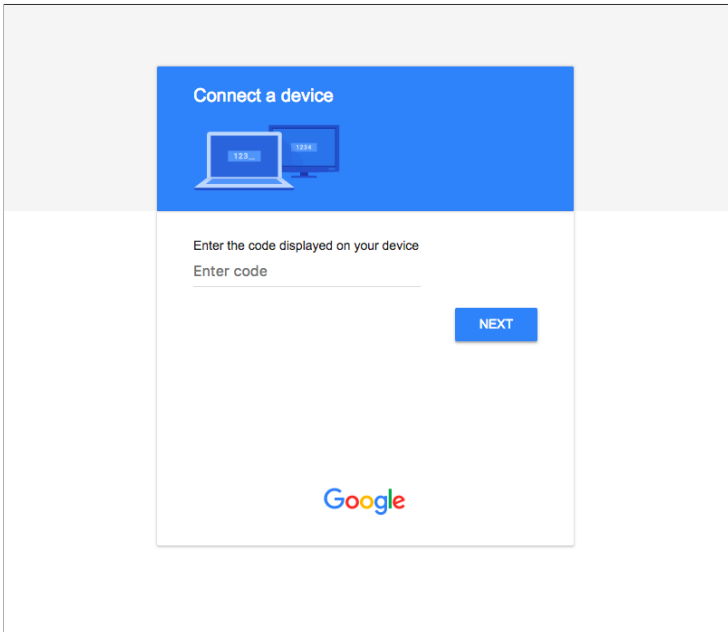 Connect a device
123_
1234
Enter the code displayed on your device
Enter code
NEXT
Google